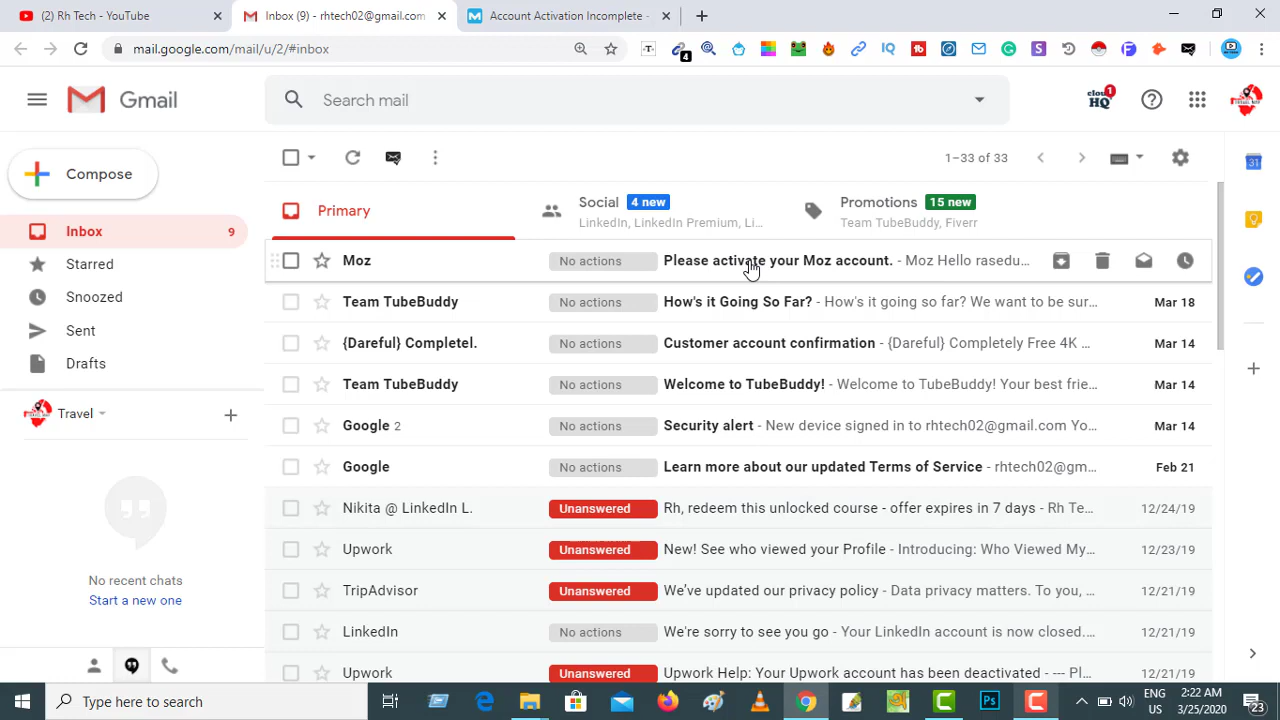 (2) Rh Tech - YouTube
Inbox (9) - rhtech02@gmail.com
Account Activation Incomplete -
mail.google.com/mail/u/2/#inbox
Gmail
Search mail
cloud
HQ
1
Compose
1–33 of 33
Inbox 9
Starred
Snoozed
Sent
Drafts
Travel
No recent chats
Start a new one
Primary
Social 4 new
LinkedIn, LinkedIn Premium, Li...
Promotions 15 new
Team TubeBuddy, Fiverr
Moz No actions Please activate your Moz account. - Moz Hello rasedu...
Team TubeBuddy No actions How's it Going So Far? - How's it going so far? We want to be sur... Mar 18
{Dareful} Completel. No actions Customer account confirmation - {Dareful} Completely Free 4K ... Mar 14
Team TubeBuddy No actions Welcome to TubeBuddy! - Welcome to TubeBuddy! Your best frie... Mar 14
Google 2 No actions Security alert - New device signed in to rhtech02@gmail.com Yo... Mar 14
Google No actions Learn more about our updated Terms of Service - rhtech02@gm... Feb 21
Nikita @ LinkedIn L. Unanswered Rh, redeem this unlocked course - offer expires in 7 days - Rh Te... 12/24/19
Upwork Unanswered New! See who viewed your Profile - Introducing: Who Viewed My... 12/23/19
TripAdvisor Unanswered We've updated our privacy policy - Data privacy matters. To you, ... 12/21/19
LinkedIn No actions We're sorry to see you go - Your LinkedIn account is now closed.... 12/21/19
Upwork Unanswered Upwork Help: Your Upwork account has been deactivated - --- Pl... 12/21/19
Type here to search
ENG
US
2:22 AM
3/25/2020
23